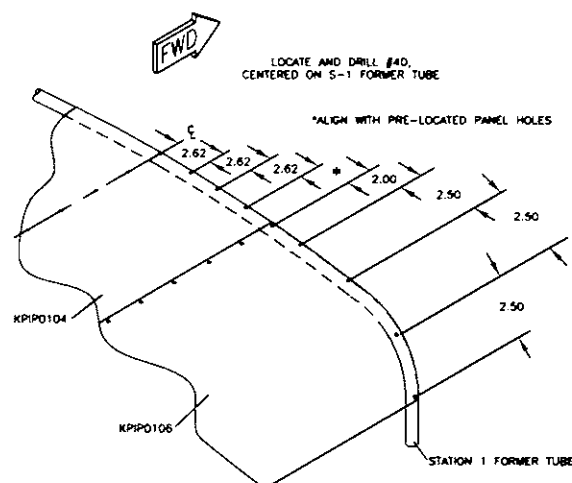 FWD
LOCATE AND DRILL #40,
CENTERED ON S-1 FORMER TUBE
*ALIGN WITH PRE-LOCATED PANEL HOLES
℄
2.62
2.62
2.62
*
2.00
2.50
2.50
2.50
KPIP0104
KPIP0106
STATION 1 FORMER TUBE